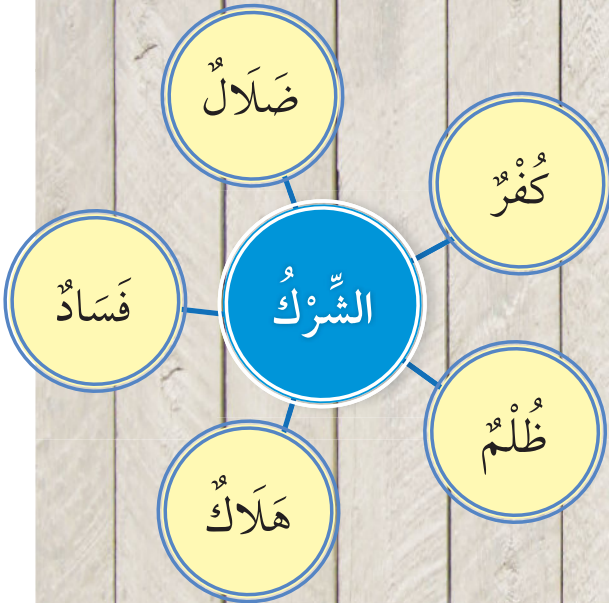 ضَلَالٌ
كُفْرٌ
الشِّرْكُ
فَسَادٌ
ظُلْمٌ
هَلَاكٌ